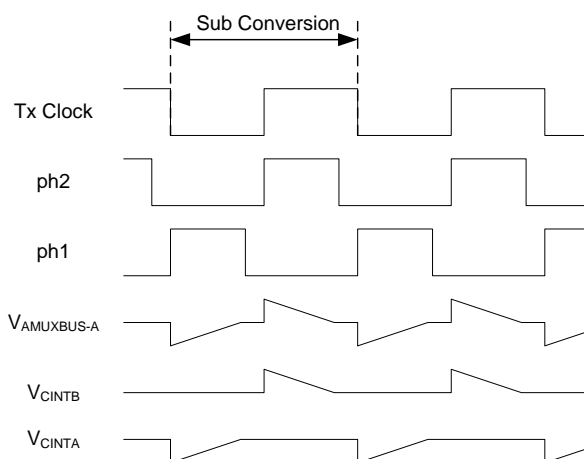 Sub Conversion
Tx Clock
ph2
ph1
VAMUXBUS-A
VCINTB
VCINTA